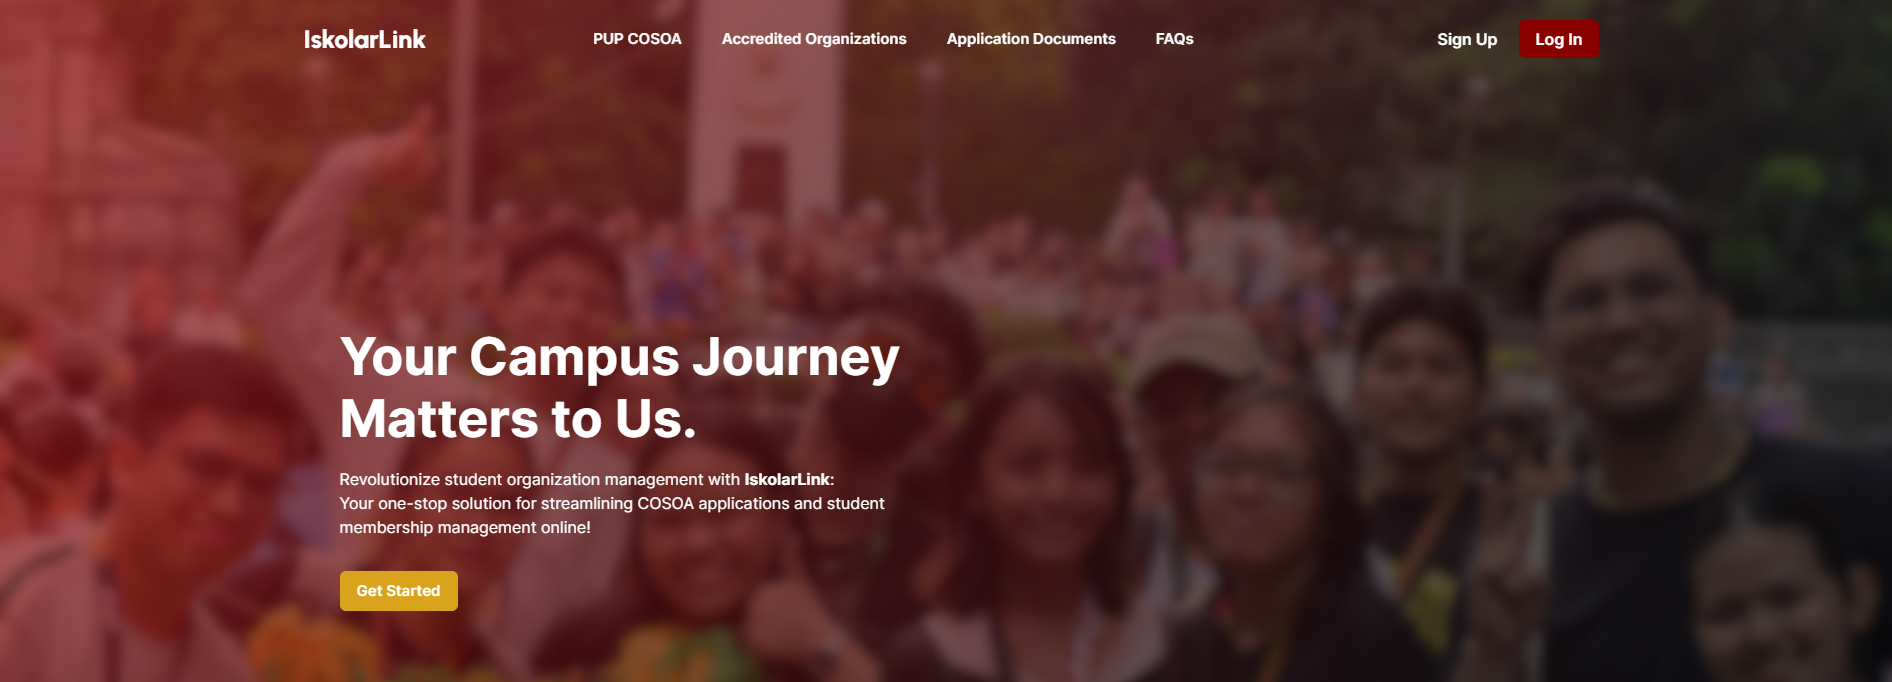 IskolarLink
PUP COSOA
Accredited Organizations
Application Documents
FAQs
Sign Up
Log In
Your Campus Journey
Matters to Us.
Revolutionize student organization management with IskolarLink:
Your one-stop solution for streamlining COSOA applications and student
membership management online!
Get Started